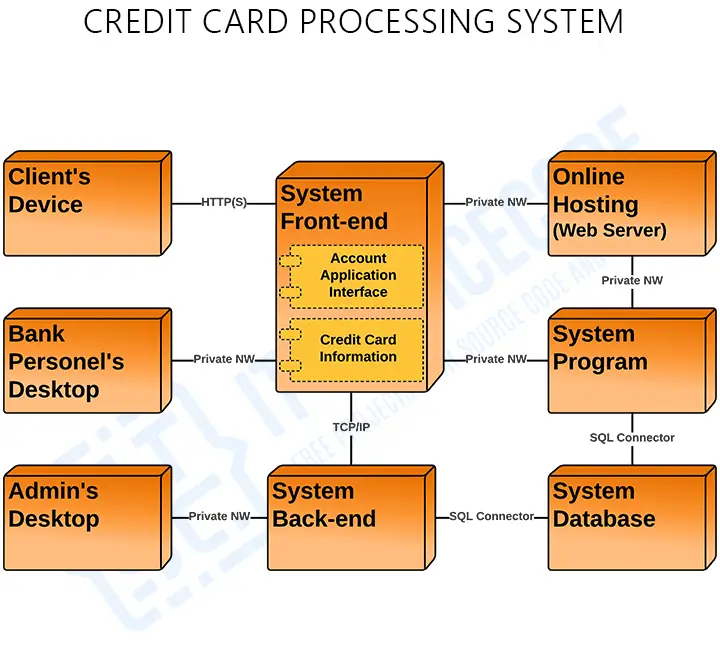 CREDIT CARD PROCESSING SYSTEM
Client's
Device
HTTP(S)
System
Front-end
Account
Application
Interface
Credit Card
Information
Private NW
Online
Hosting
(Web Server)
Private NW
Bank
Personel's
Desktop
Private NW
Private NW
System
Program
TCP/IP
SQL Connector
Admin's
Desktop
Private NW
System
Back-end
SQL Connector
System
Database